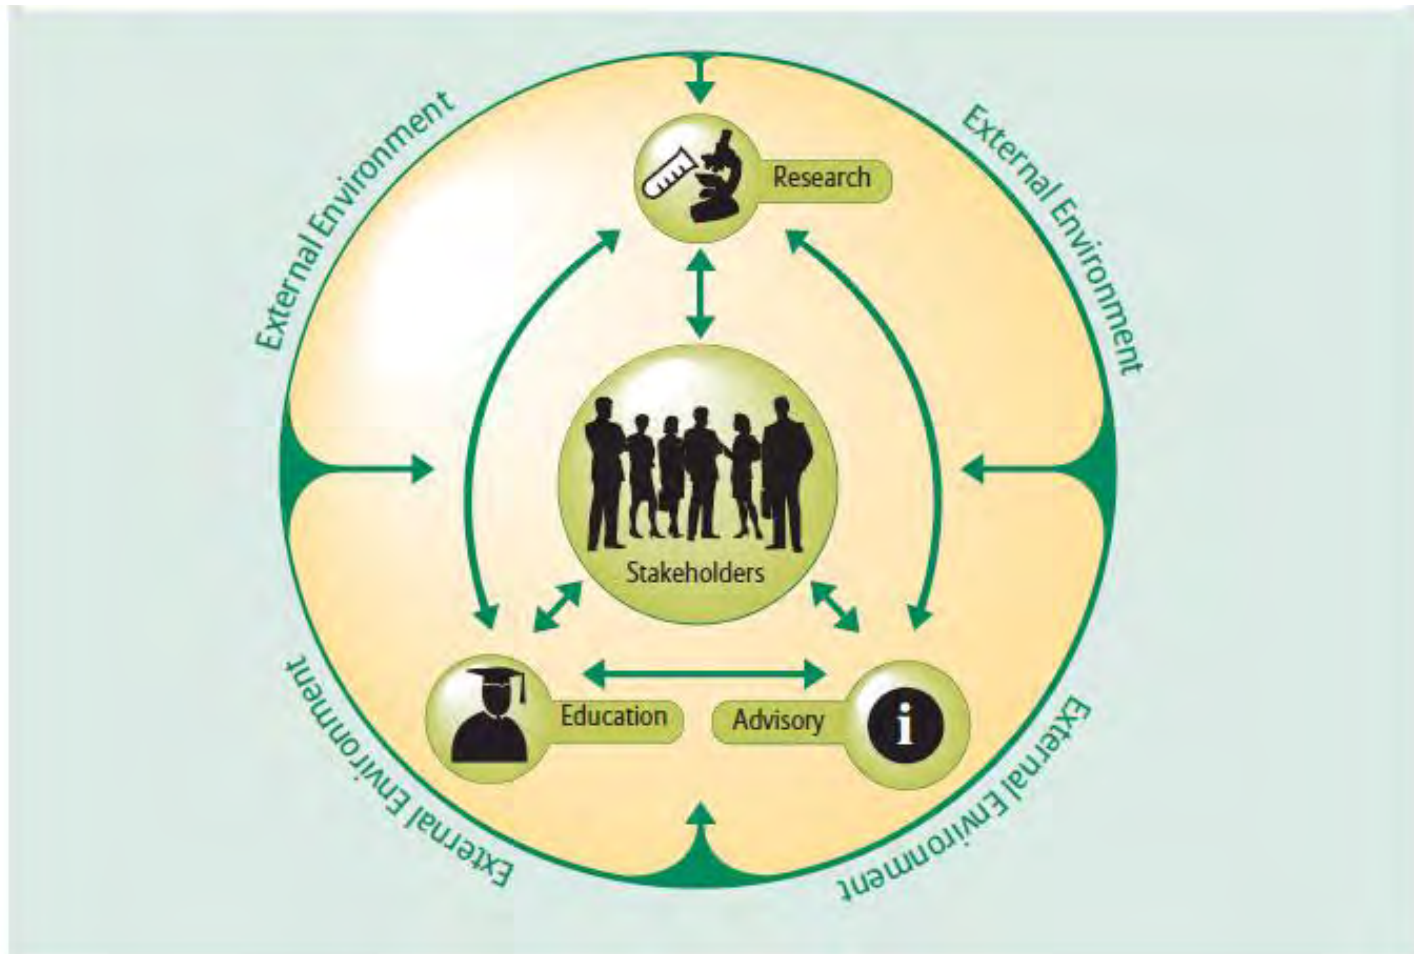 External Environment
External Environment
Research
Stakeholders
Education
Advisory
i
External Environment
External Environment